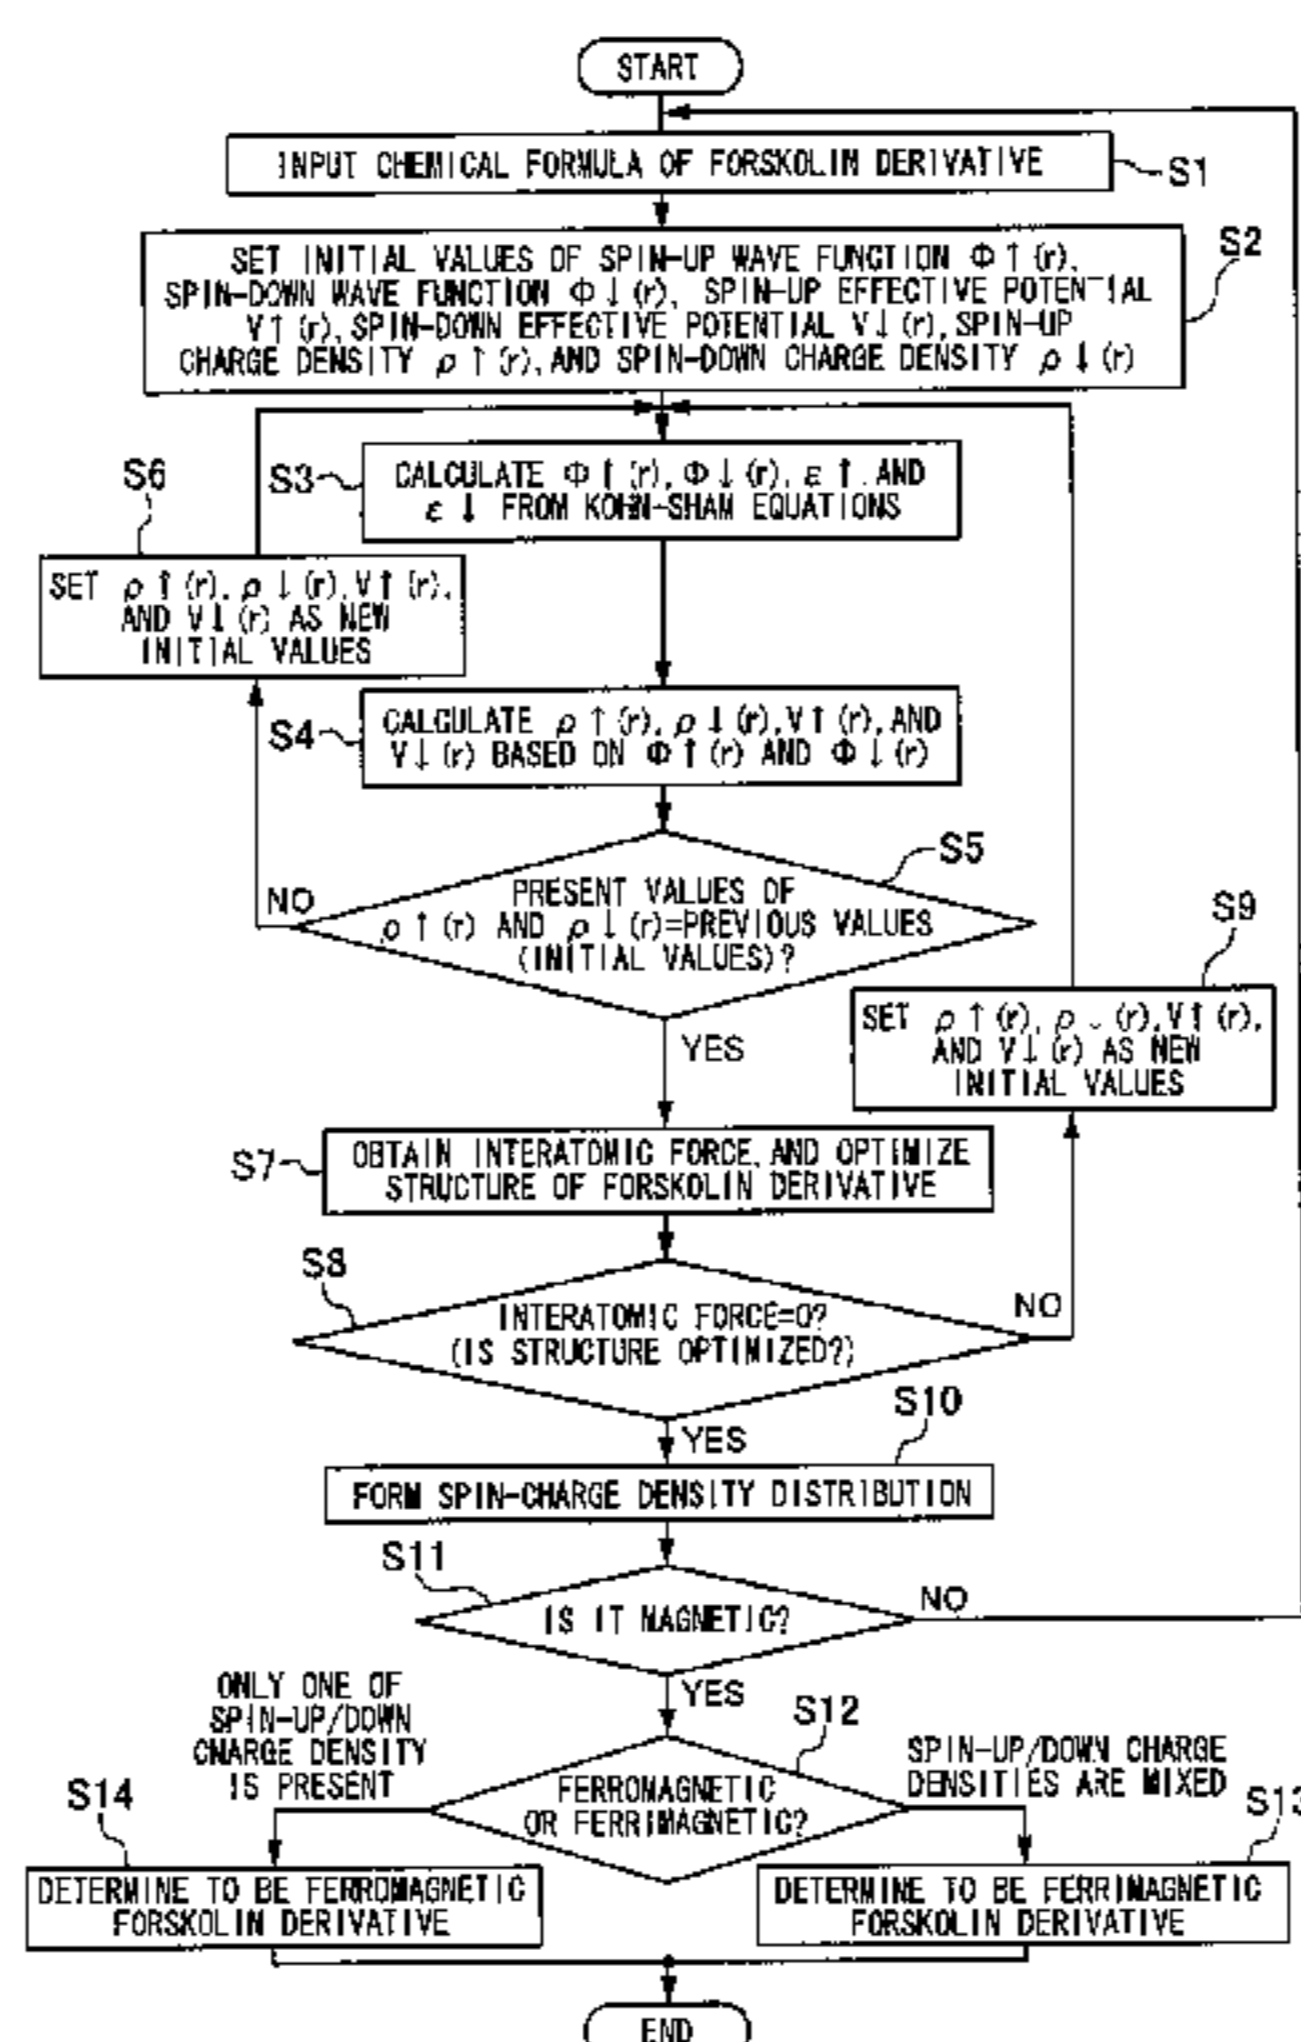 START
INPUT CHEMICAL FORMULA OF FORSKOLIN DERIVATIVE
S1
SET INITIAL VALUES OF SPIN-UP WAVE FUNCTION Φ↑(r),
SPIN-DOWN WAVE FUNCTION Φ↓(r), SPIN-UP EFFECTIVE POTENTIAL
V↑(r), SPIN-DOWN EFFECTIVE POTENTIAL V↓(r), SPIN-UP
CHARGE DENSITY ρ↑(r), AND SPIN-DOWN CHARGE DENSITY ρ↓(r)
S2
S3
CALCULATE Φ↑(r), Φ↓(r), ε↑, AND
ε↓ FROM KOHN-SHAM EQUATIONS
S6
SET ρ↑(r), ρ↓(r), V↑(r),
AND V↓(r) AS NEW
INITIAL VALUES
S4
CALCULATE ρ↑(r), ρ↓(r), V↑(r), AND
V↓(r) BASED ON Φ↑(r) AND Φ↓(r)
S5
PRESENT VALUES OF
ρ↑(r) AND ρ↓(r)=PREVIOUS VALUES
(INITIAL VALUES)?
NO
YES
S9
SET ρ↑(r), ρ↓(r), V↑(r),
AND V↓(r) AS NEW
INITIAL VALUES
S7
OBTAIN INTERATOMIC FORCE, AND OPTIMIZE
STRUCTURE OF FORSKOLIN DERIVATIVE
S8
INTERATOMIC FORCE=0?
(IS STRUCTURE OPTIMIZED?)
NO
YES
S10
FORM SPIN-CHARGE DENSITY DISTRIBUTION
S11
IS IT MAGNETIC?
NO
YES
S12
FERROMAGNETIC
OR FERRIMAGNETIC?
ONLY ONE OF
SPIN-UP/DOWN
CHARGE DENSITY
IS PRESENT
SPIN-UP/DOWN CHARGE
DENSITIES ARE MIXED
S14
DETERMINE TO BE FERROMAGNETIC
FORSKOLIN DERIVATIVE
S13
DETERMINE TO BE FERRIMAGNETIC
FORSKOLIN DERIVATIVE
END